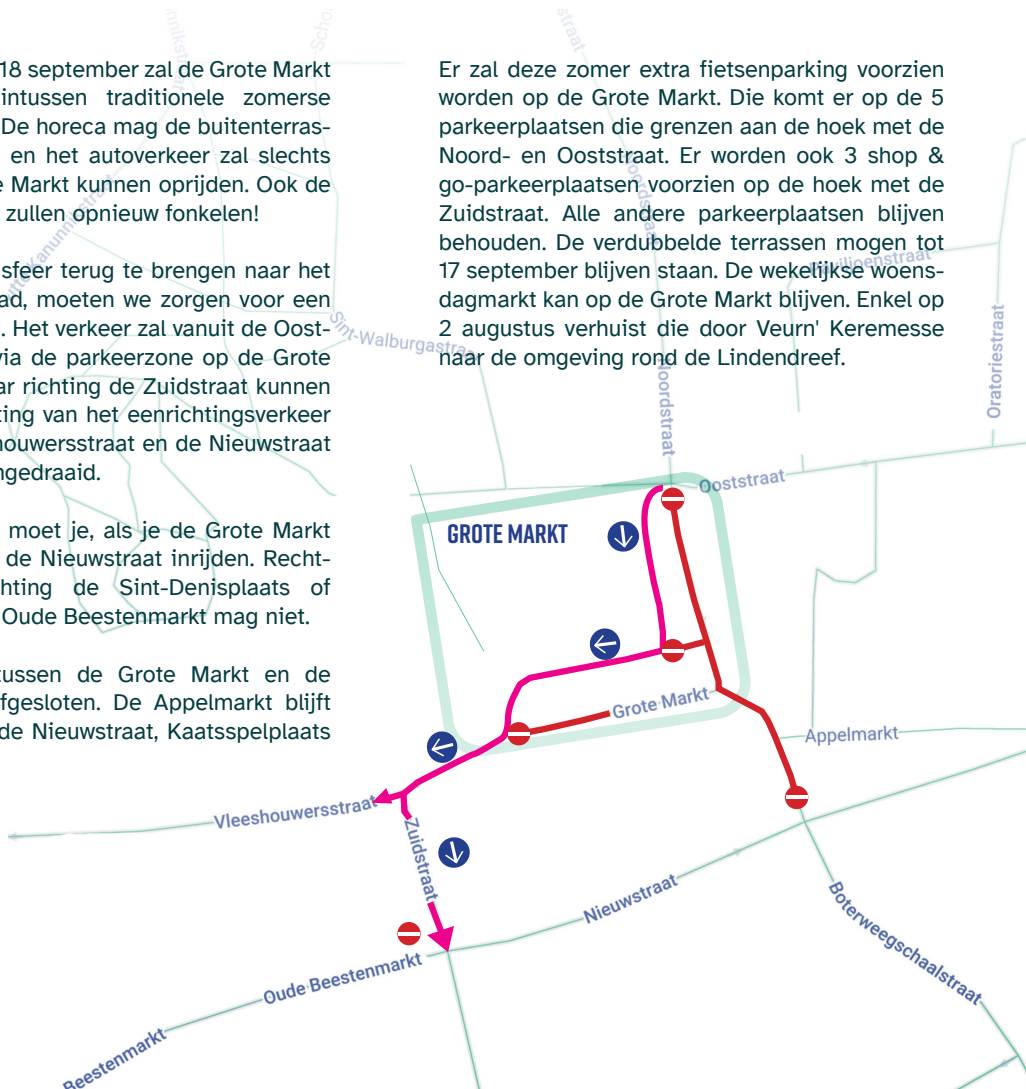 18 september zal de Grote Markt
intussen traditionele zomerse
De horeca mag de buitenterras-
en het autoverkeer zal slechts
Markt kunnen oprijden. Ook de
zullen opnieuw fonkelen!
sfeer terug te brengen naar het
ad, moeten we zorgen voor een
. Het verkeer zal vanuit de Oost-
via de parkeerzone op de Grote
ar richting de Zuidstraat kunnen
ting van het eenrichtingsverkeer
houwersstraat en de Nieuwstraat
ngedraaid.
moet je, als je de Grote Markt
de Nieuwstraat inrijden. Recht-
hting de Sint-Denisplaats of
Oude Beestenmarkt mag niet.
tussen de Grote Markt en de
fgesloten. De Appelmarkt blijft
de Nieuwstraat, Kaatsspelplaats
Er zal deze zomer extra fietsenparking voorzien
worden op de Grote Markt. Die komt er op de 5
parkeerplaatsen die grenzen aan de hoek met de
Noord- en Ooststraat. Er worden ook 3 shop &
go-parkeerplaatsen voorzien op de hoek met de
Zuidstraat. Alle andere parkeerplaatsen blijven
behouden. De verdubbelde terrassen mogen tot
17 september blijven staan. De wekelijkse woens-
dagmarkt kan op de Grote Markt blijven. Enkel op
2 augustus verhuist die door Veurn' Keremesse
naar de omgeving rond de Lindendreef.
nnikstraat
Scho
straat
Kanunnikstraat
Noordstraat
Paviljoenstraat
Sint-Walburgastraat
Noordstraat
Oratoriestraat
Ooststraat
GROTE MARKT
Grote Markt
Appelmarkt
Vleeshouwersstraat
Zuidstraat
Nieuwstraat
Boterweegschaalstraat
Oude Beestenmarkt
Beestenmarkt